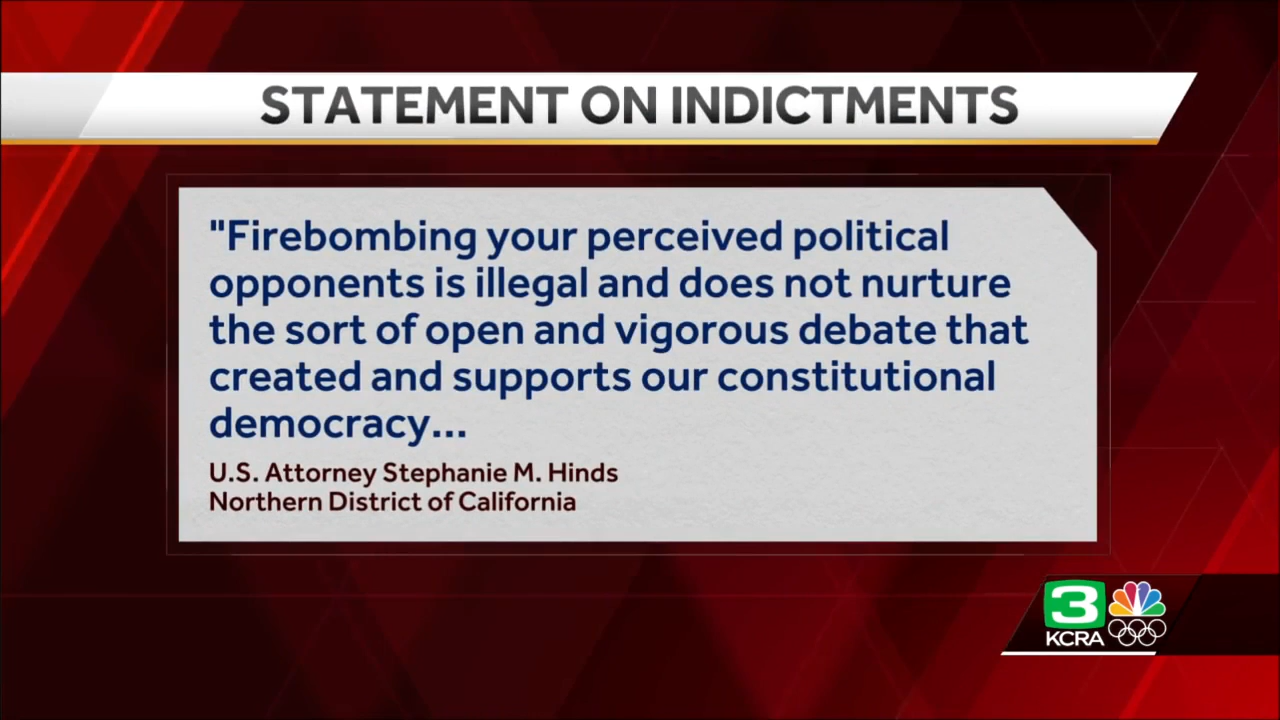 STATEMENT ON INDICTMENTS
"Firebombing your perceived political
opponents is illegal and does not nurture
the sort of open and vigorous debate that
created and supports our constitutional
democracy...
U.S. Attorney Stephanie M. Hinds
Northern District of California
3
KCRA